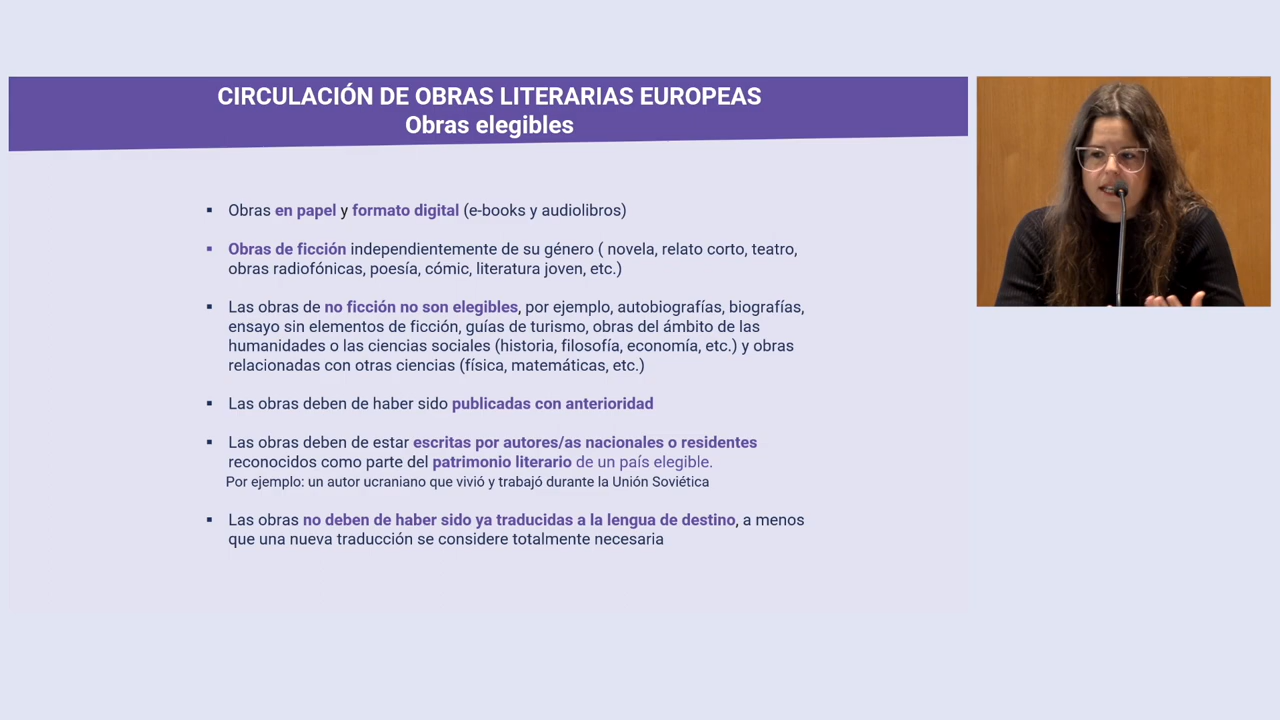 CIRCULACIÓN DE OBRAS LITERARIAS EUROPEAS
Obras elegibles
▪ Obras en papel y formato digital (e-books y audiolibros)
▪ Obras de ficción independientemente de su género ( novela, relato corto, teatro,
obras radiofónicas, poesía, cómic, literatura joven, etc.)
▪ Las obras de no ficción no son elegibles, por ejemplo, autobiografías, biografías,
ensayo sin elementos de ficción, guías de turismo, obras del ámbito de las
humanidades o las ciencias sociales (historia, filosofía, economía, etc.) y obras
relacionadas con otras ciencias (física, matemáticas, etc.)
▪ Las obras deben de haber sido publicadas con anterioridad
▪ Las obras deben de estar escritas por autores/as nacionales o residentes
reconocidos como parte del patrimonio literario de un país elegible.
Por ejemplo: un autor ucraniano que vivió y trabajó durante la Unión Soviética
▪ Las obras no deben de haber sido ya traducidas a la lengua de destino, a menos
que una nueva traducción se considere totalmente necesaria